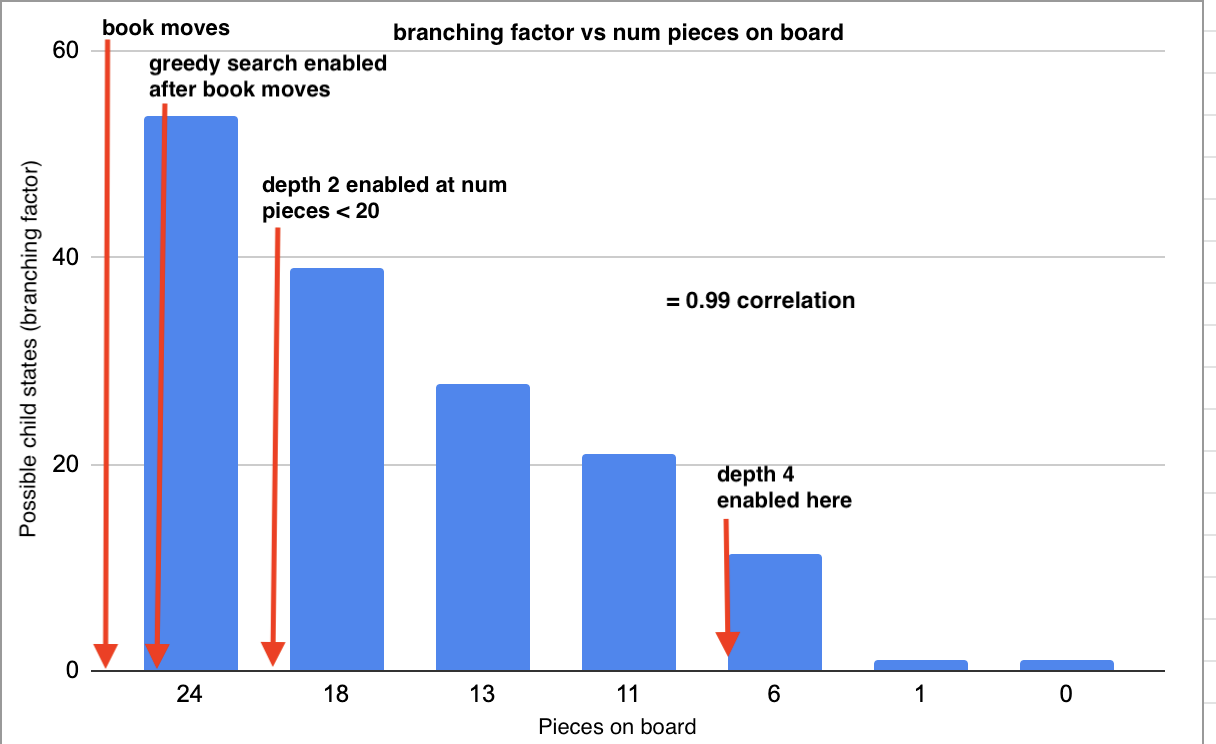 book moves
branching factor vs num pieces on board
60
greedy search enabled
after book moves
depth 2 enabled at num
pieces < 20
40
= 0.99 correlation
20
depth 4
enabled here
0
Possible child states (branching factor)
24 18 13 11 6 1 0
Pieces on board